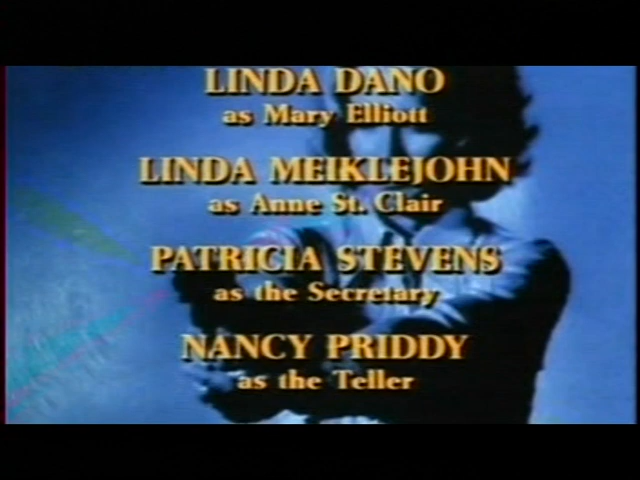 LINDA DANO
as Mary Elliott
LINDA MEIKLEJOHN
as Anne St. Clair
PATRICIA STEVENS
as the Secretary
NANCY PRIDDY
as the Teller